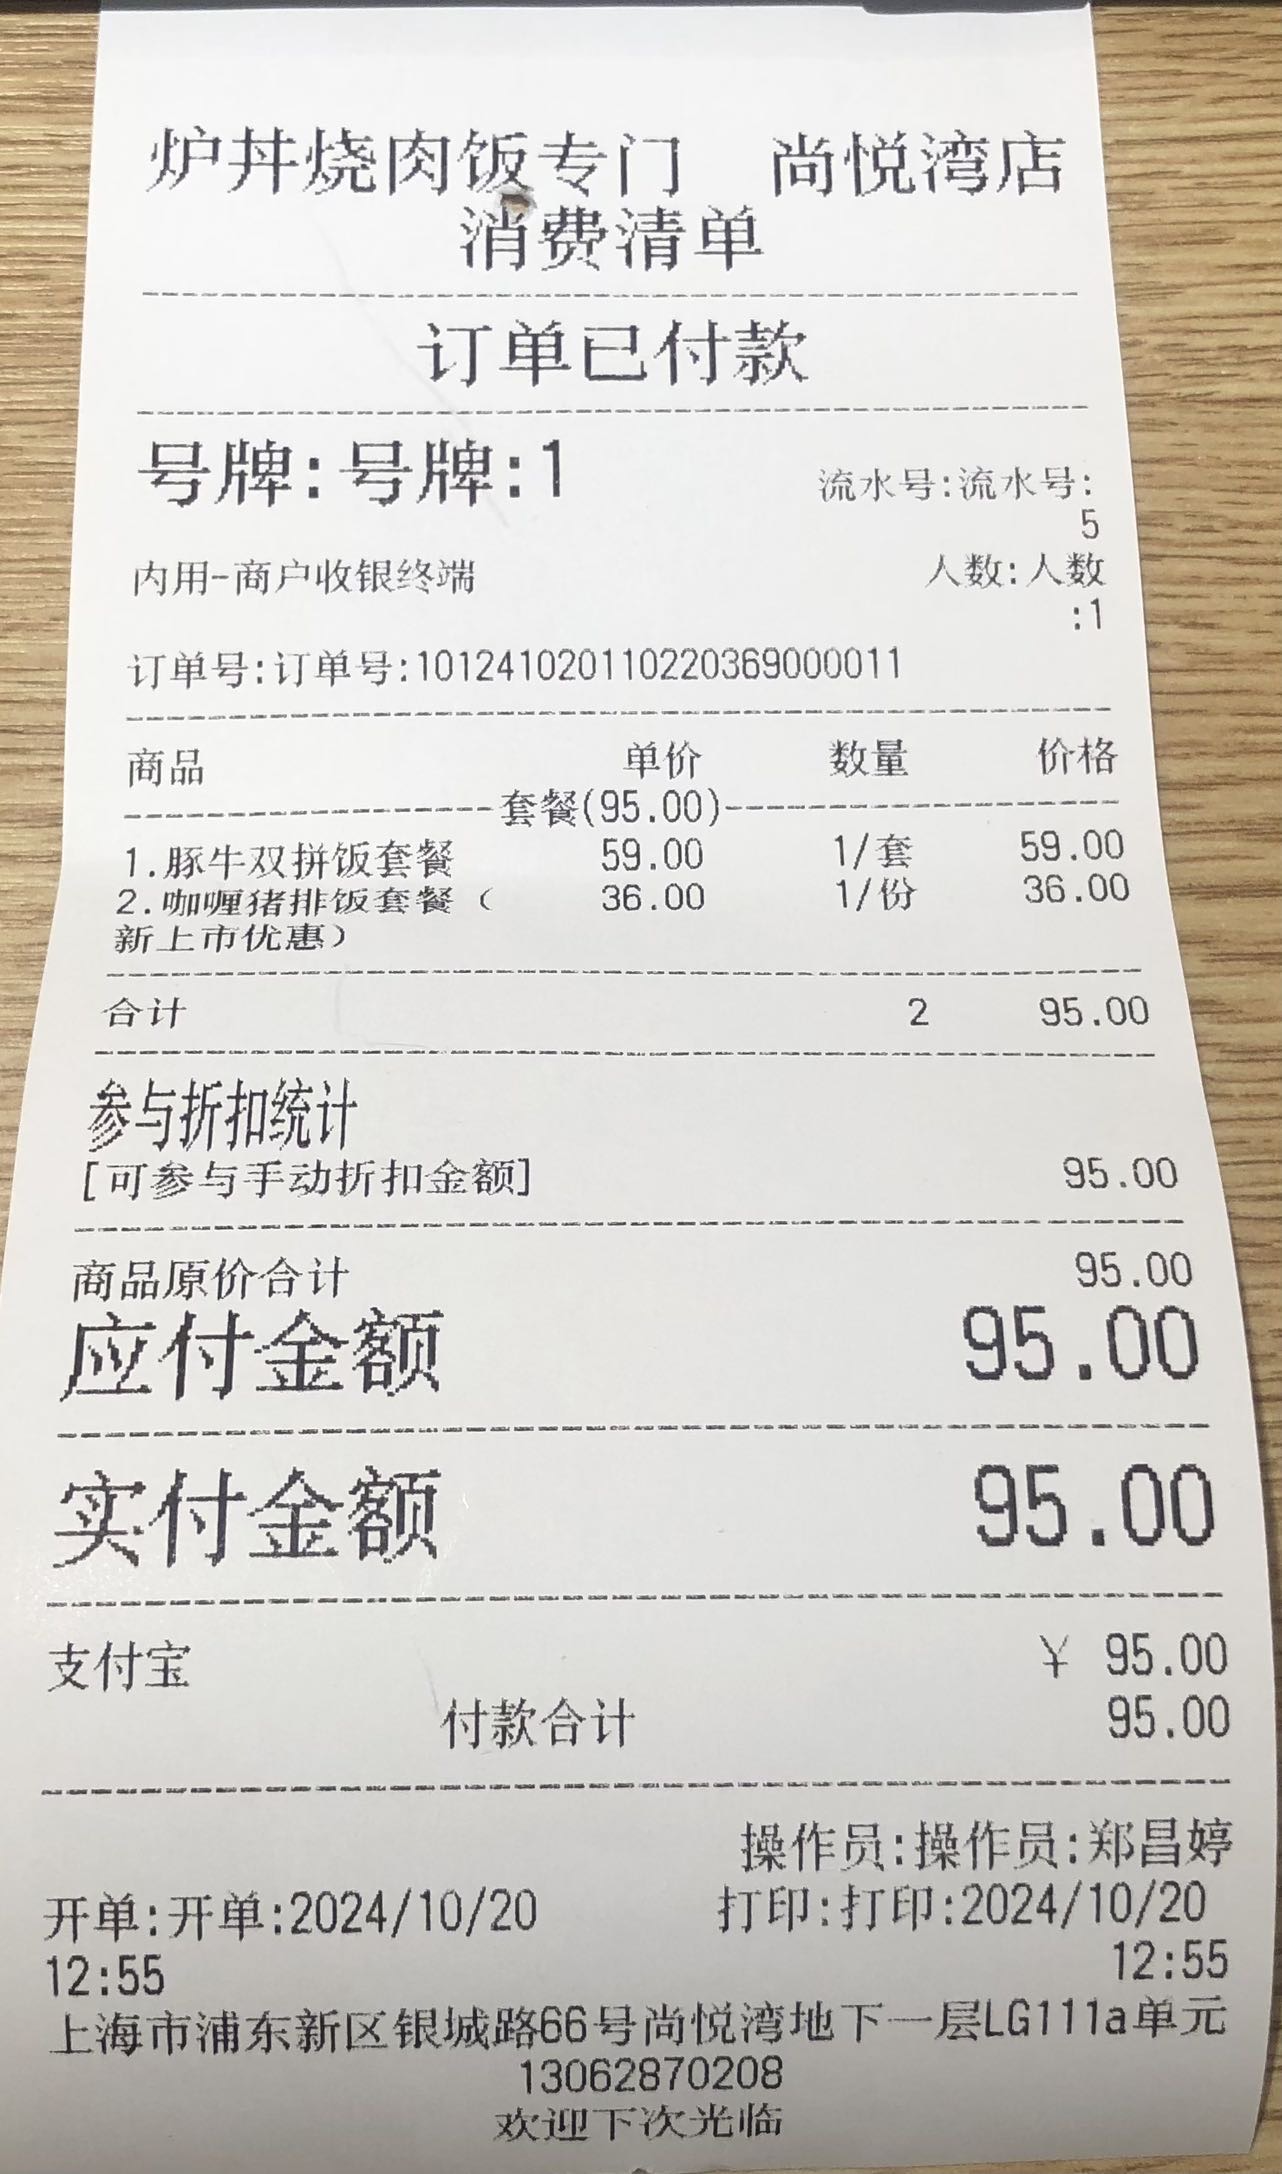 炉丼烧肉饭专门 尚悦湾店
消费清单
订单已付款
号牌:号牌:1
流水号:流水号:
5
内用-商户收银终端
人数:人数
:1
订单号:订单号:101241020110220369000011
商品 单价 数量 价格
套餐(95.00)
1.豚牛双拼饭套餐 59.00 1/套 59.00
2.咖喱猪排饭套餐( 36.00 1/份 36.00
新上市优惠)
合计 2 95.00
参与折扣统计
[可参与手动折扣金额] 95.00
商品原价合计 95.00
应付金额 95.00
实付金额 95.00
支付宝 ¥ 95.00
付款合计 95.00
操作员:操作员:郑昌婷
开单:开单:2024/10/20 打印:打印:2024/10/20
12:55 12:55
上海市浦东新区银城路66号尚悦湾地下一层LG111a单元
13062870208
欢迎下次光临